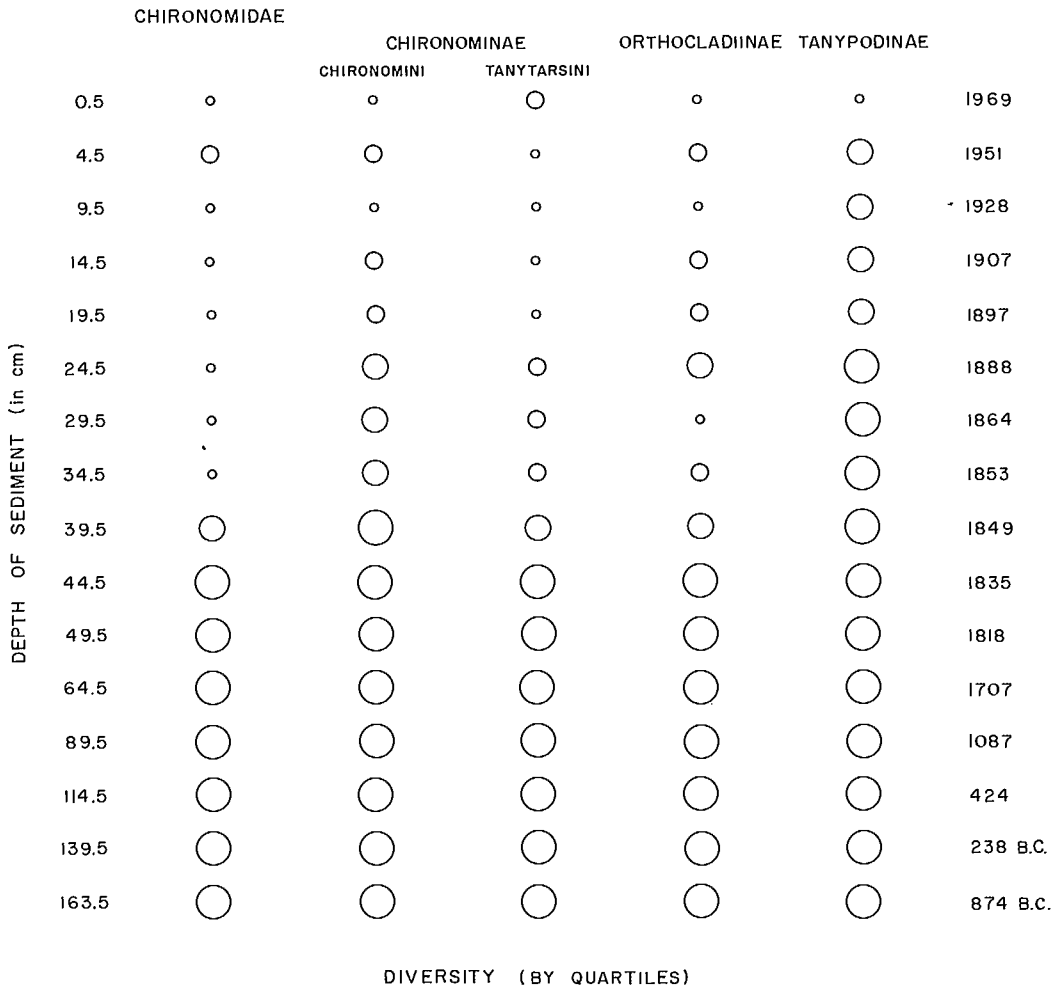 CHIRONOMIDAE
CHIRONOMINAE ORTHOCLADIINAE TANYPODINAE
CHIRONOMINI TANYTARSINI
0.5 1969
4.5 1951
9.5 1928
14.5 1907
19.5 1897
24.5 1888
29.5 1864
34.5 1853
39.5 1849
44.5 1835
49.5 1818
64.5 1707
89.5 1087
114.5 424
139.5 238 B.C.
163.5 874 B.C.
DEPTH OF SEDIMENT (in cm)
DIVERSITY (BY QUARTILES)